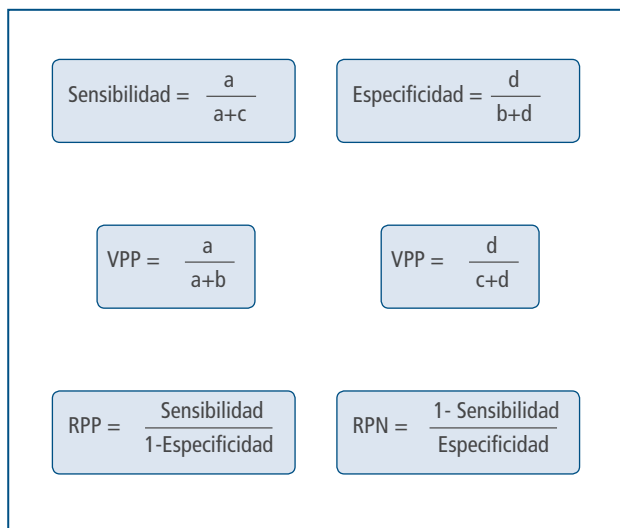 Sensibilidad = a/a+c
Especificidad = d/b+d
VPP = a/a+b
VPP = d/c+d
RPP = Sensibilidad/1-Especificidad
RPN = 1- Sensibilidad/Especificidad